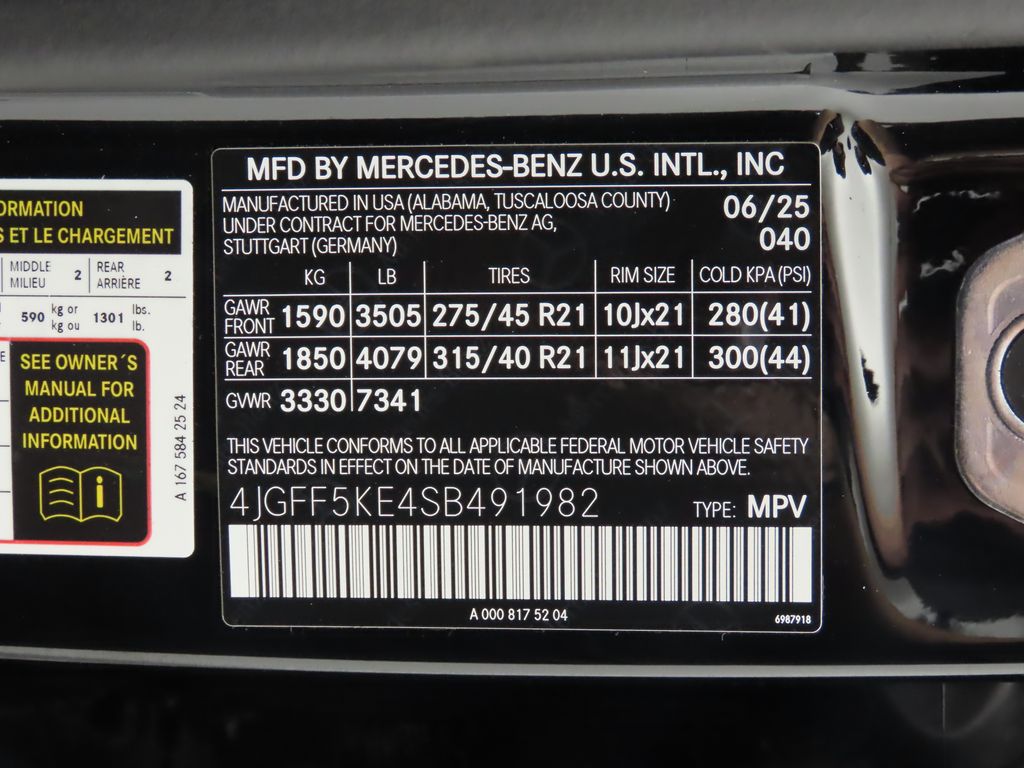 MFD BY MERCEDES-BENZ U.S. INTL., INC
MANUFACTURED IN USA (ALABAMA, TUSCALOOSA COUNTY)
UNDER CONTRACT FOR MERCEDES-BENZ AG,
STUTTGART (GERMANY)
06/25
040
KG LB TIRES RIM SIZE COLD KPA (PSI)
GAWR FRONT 1590 3505 275/45 R21 10Jx21 280(41)
GAWR REAR 1850 4079 315/40 R21 11Jx21 300(44)
GVWR 3330 7341
THIS VEHICLE CONFORMS TO ALL APPLICABLE FEDERAL MOTOR VEHICLE SAFETY
STANDARDS IN EFFECT ON THE DATE OF MANUFACTURE SHOWN ABOVE.
4JGFF5KE4SB491982 TYPE: MPV
A 000 817 52 04
6987918
ET LE CHARGEMENT
MIDDLE MILIEU 2 REAR ARRIÈRE 2
590 kg or kg ou 1301 lbs. lb.
SEE OWNER´S
MANUAL FOR
ADDITIONAL
INFORMATION
i
A 167 584 25 24